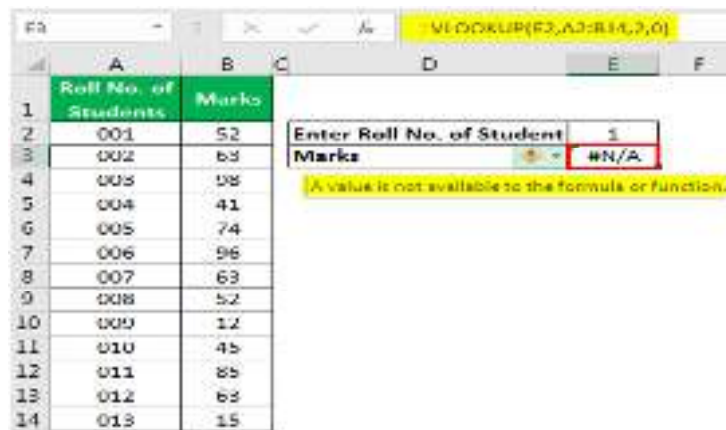 E3 fx =VLOOKUP(E2,A2:B14,2,0)
A B C D E F
1 Roll No. of Students Marks
2 001 52 Enter Roll No. of Student 1
3 002 63 Marks #N/A
4 003 98 A value is not available to the formula or function.
5 004 41
6 005 74
7 006 96
8 007 63
9 008 52
10 009 12
11 010 45
12 011 85
13 012 63
14 013 15